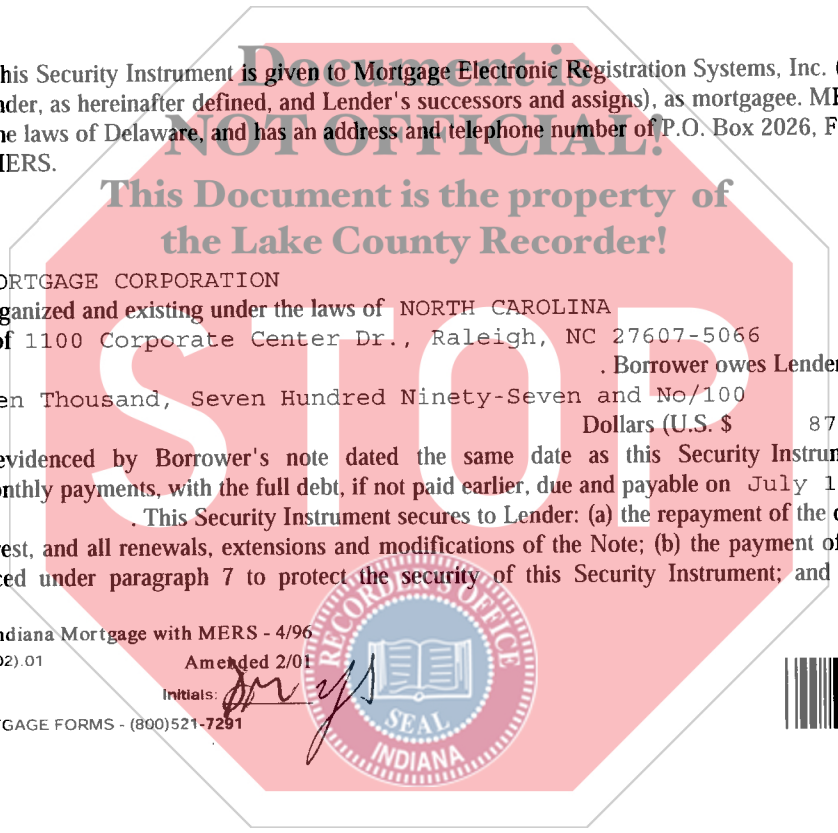 Document is
his Security Instrument is given to Mortgage Electronic Registration Systems, Inc. (
nder, as hereinafter defined, and Lender's successors and assigns), as mortgagee. ME
he laws of Delaware, and has an address and telephone number of P.O. Box 2026, F
NOT OFFICIAL!
MERS.
This Document is the property of
the Lake County Recorder!
ORTGAGE CORPORATION
ganized and existing under the laws of NORTH CAROLINA
of 1100 Corporate Center Dr., Raleigh, NC 27607-5066
. Borrower owes Lender
en Thousand, Seven Hundred Ninety-Seven and No/100
Dollars (U.S. $ 87
STOP
evidenced by Borrower's note dated the same date as this Security Instrum
onthly payments, with the full debt, if not paid earlier, due and payable on July 1
. This Security Instrument secures to Lender: (a) the repayment of the d
rest, and all renewals, extensions and modifications of the Note; (b) the payment of
ced under paragraph 7 to protect the security of this Security Instrument; and
RECORDER'S OFFICE
SEAL
INDIANA
ndiana Mortgage with MERS - 4/96
02).01 Amended 2/01
Initials:
TGAGE FORMS - (800)521-7291